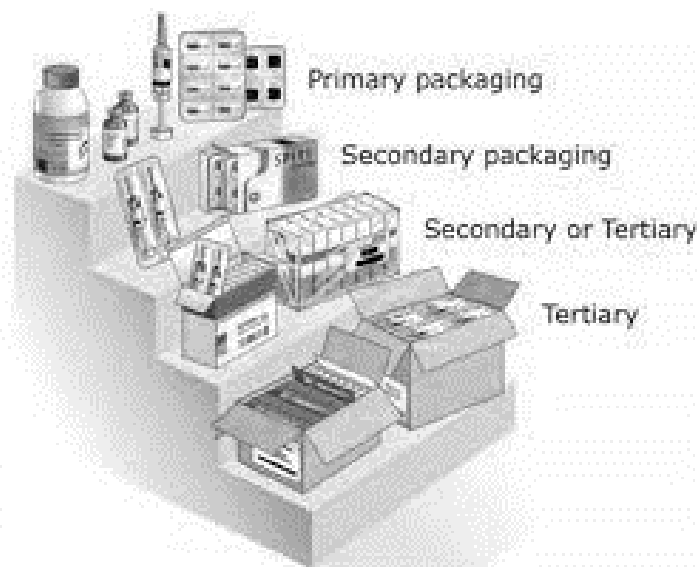 Primary packaging
Secondary packaging
Secondary or Tertiary
Tertiary